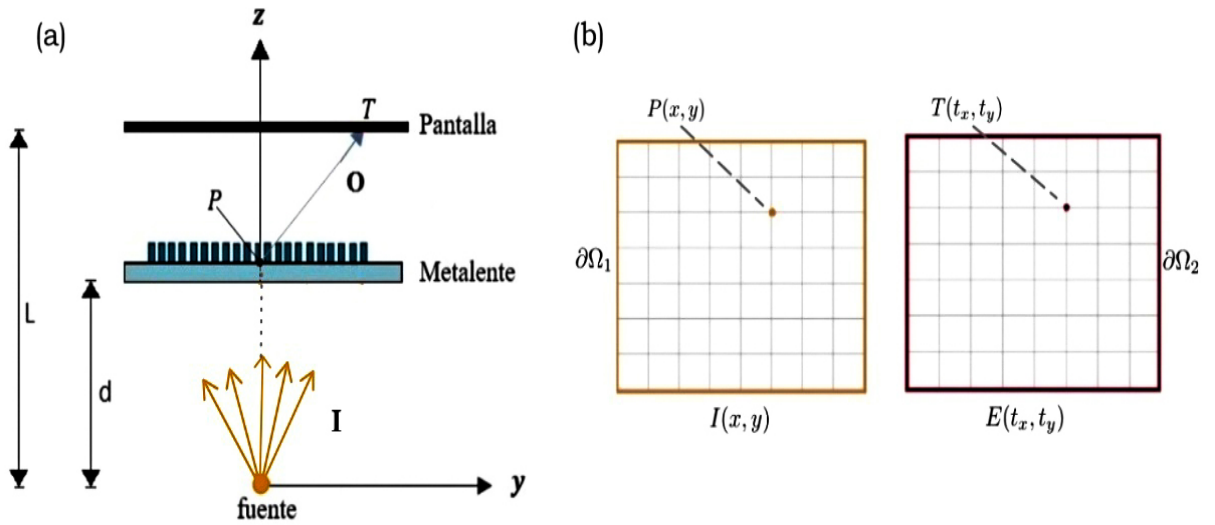 (a)
z
T
Pantalla
O
P
Metalente
L
d
I
y
fuente
(b)
P(x, y)
T(t_x, t_y)
∂Ω₁
∂Ω₂
I(x, y)
E(t_x, t_y)